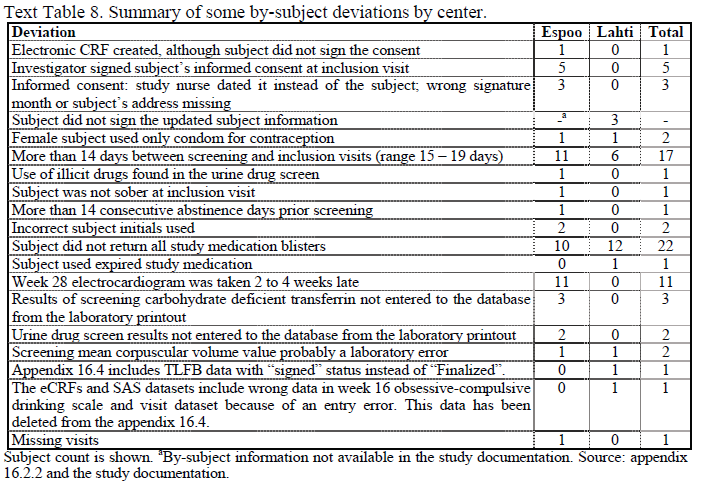 Text Table 8. Summary of some by-subject deviations by center.
Deviation Espoo Lahti Total
Electronic CRF created, although subject did not sign the consent 1 0 1
Investigator signed subject's informed consent at inclusion visit 5 0 5
Informed consent: study nurse dated it instead of the subject; wrong signature 3 0 3
month or subject's address missing
Subject did not sign the updated subject information -a 3 -
Female subject used only condom for contraception 1 1 2
More than 14 days between screening and inclusion visits (range 15 – 19 days) 11 6 17
Use of illicit drugs found in the urine drug screen 1 0 1
Subject was not sober at inclusion visit 1 0 1
More than 14 consecutive abstinence days prior screening 1 0 1
Incorrect subject initials used 2 0 2
Subject did not return all study medication blisters 10 12 22
Subject used expired study medication 0 1 1
Week 28 electrocardiogram was taken 2 to 4 weeks late 11 0 11
Results of screening carbohydrate deficient transferrin not entered to the database 3 0 3
from the laboratory printout
Urine drug screen results not entered to the database from the laboratory printout 2 0 2
Screening mean corpuscular volume value probably a laboratory error 1 1 2
Appendix 16.4 includes TLFB data with "signed" status instead of "Finalized". 0 1 1
The eCRFs and SAS datasets include wrong data in week 16 obsessive-compulsive 0 1 1
drinking scale and visit dataset because of an entry error. This data has been
deleted from the appendix 16.4.
Missing visits 1 0 1
Subject count is shown. aBy-subject information not available in the study documentation. Source: appendix
16.2.2 and the study documentation.